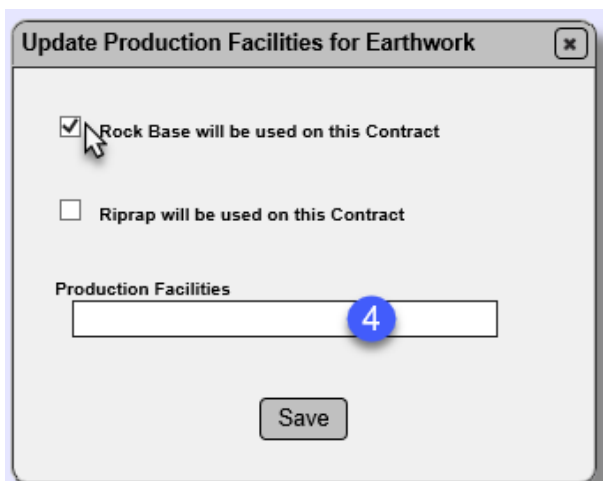 Update Production Facilities for Earthwork
Rock Base will be used on this Contract
Riprap will be used on this Contract
Production Facilities
4
Save